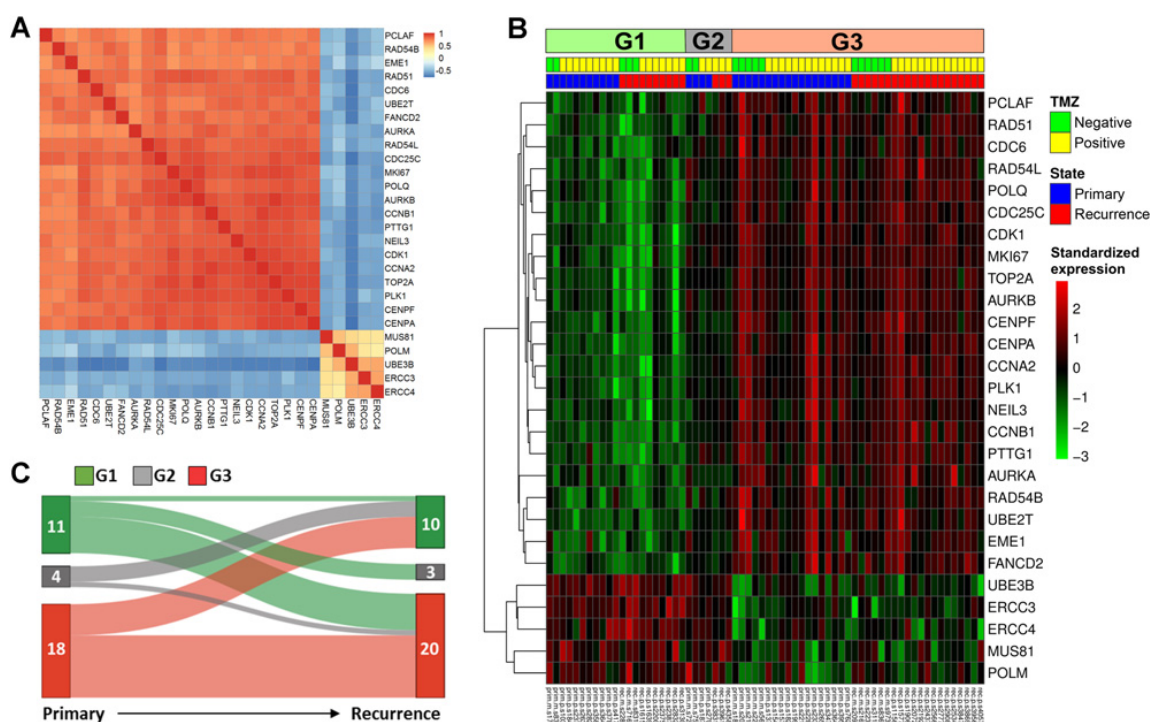 A
PCLAF
RAD54B
EME1
RAD51
CDC6
UBE2T
FANCD2
AURKA
RAD54L
CDC25C
MKI67
POLQ
AURKB
CCNB1
PTTG1
NEIL3
CDK1
CCNA2
TOP2A
PLK1
CENPF
CENPA
MUS81
POLM
UBE3B
ERCC3
ERCC4
1
0.5
0
-0.5
PCLAF
RAD54B
EME1
RAD51
CDC6
UBE2T
FANCD2
AURKA
RAD54L
CDC25C
MKI67
POLQ
AURKB
CCNB1
PTTG1
NEIL3
CDK1
CCNA2
TOP2A
PLK1
CENPF
CENPA
MUS81
POLM
UBE3B
ERCC3
ERCC4
B
G1 G2 G3
PCLAF
RAD51
CDC6
RAD54L
POLQ
CDC25C
CDK1
MKI67
TOP2A
AURKB
CENPF
CENPA
CCNA2
PLK1
NEIL3
CCNB1
PTTG1
AURKA
RAD54B
UBE2T
EME1
FANCD2
UBE3B
ERCC3
ERCC4
MUS81
POLM
TMZ
Negative
Positive
State
Primary
Recurrence
Standardized
expression
2
1
0
−1
−2
−3
C
G1 G2 G3
11
4
18
10
3
20
Primary Recurrence